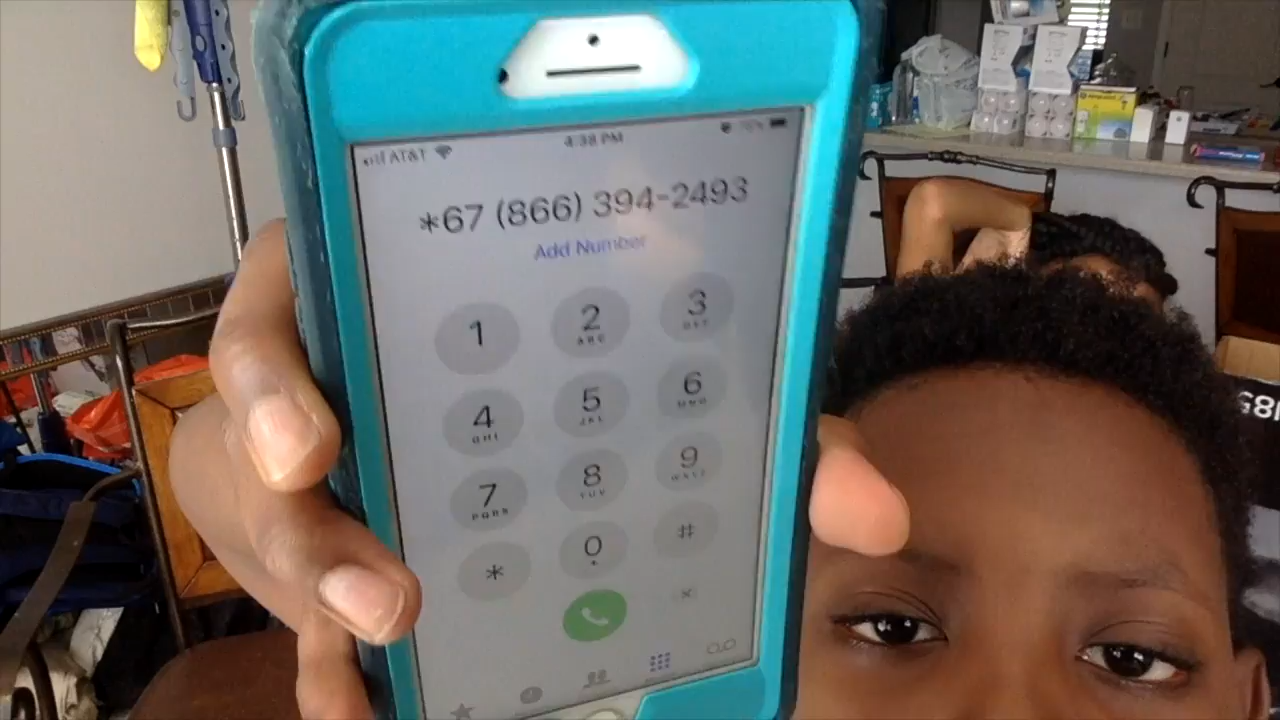 AT&T 4:38 PM
*67 (866) 394-2493
Add Number
1 2 3
ABC DEF
4 5 6
GHI JKL MNO
7 8 9
PQRS TUV WXYZ
* 0 #
+